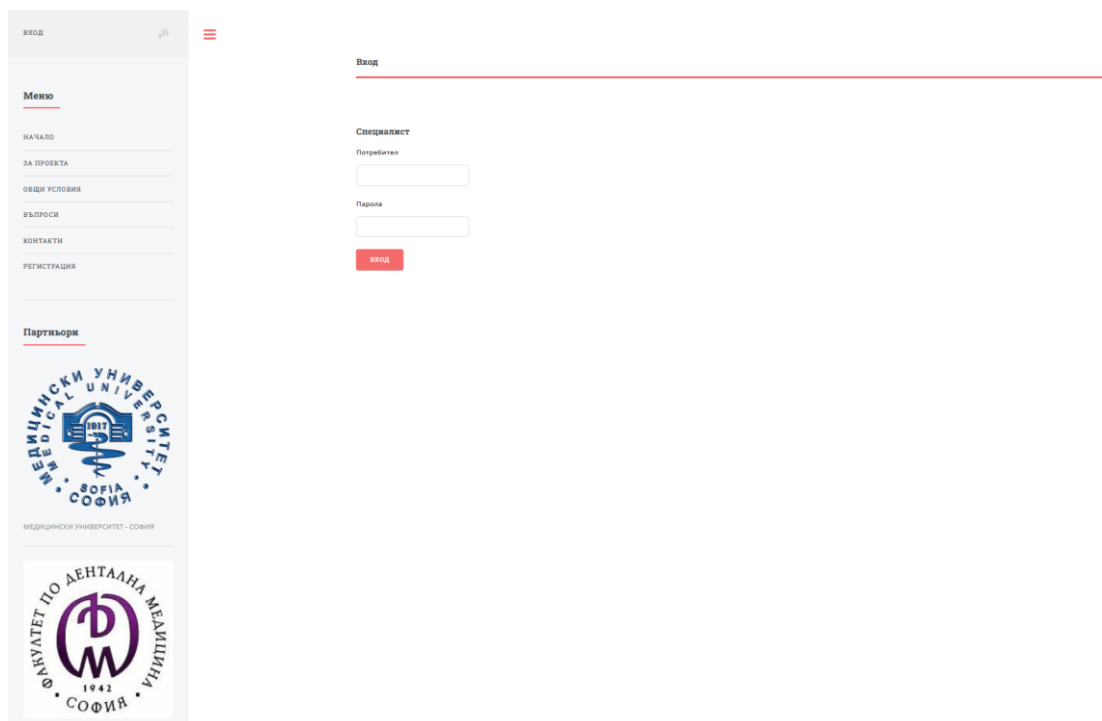 ВХОД
Меню
НАЧАЛО
ЗА ПРОЕКТА
ОБЩИ УСЛОВИЯ
ВЪПРОСИ
КОНТАКТИ
РЕГИСТРАЦИЯ
Партньори
МЕДИЦИНСКИ УНИВЕРСИТЕТ
MEDICAL UNIVERSITY
1917
SOFIA
СОФИЯ
МЕДИЦИНСКИ УНИВЕРСИТЕТ - СОФИЯ
ФАКУЛТЕТ ПО ДЕНТАЛНА МЕДИЦИНА
ФДМ
1942
СОФИЯ
Вход
Специалист
Потребител
Парола
ВХОД